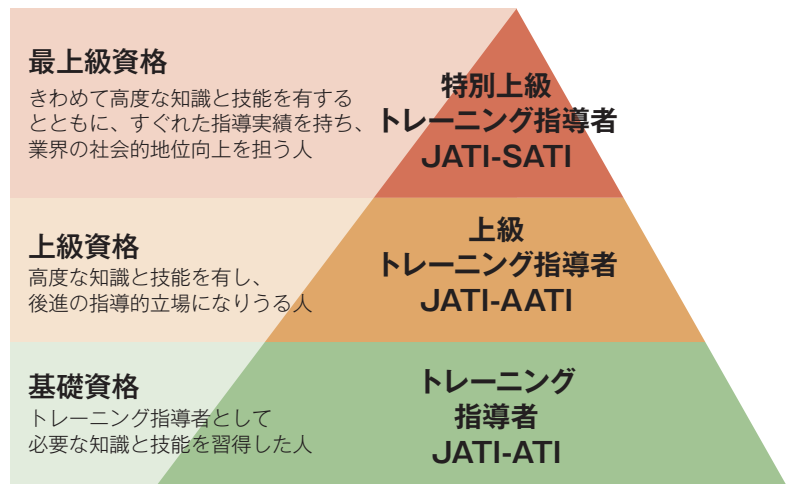 最上級資格
きわめて高度な知識と技能を有する
とともに、すぐれた指導実績を持ち、
業界の社会的地位向上を担う人
特別上級
トレーニング指導者
JATI-SATI
上級資格
高度な知識と技能を有し、
後進の指導的立場になりうる人
上級
トレーニング指導者
JATI-AATI
基礎資格
トレーニング指導者として
必要な知識と技能を習得した人
トレーニング
指導者
JATI-ATI